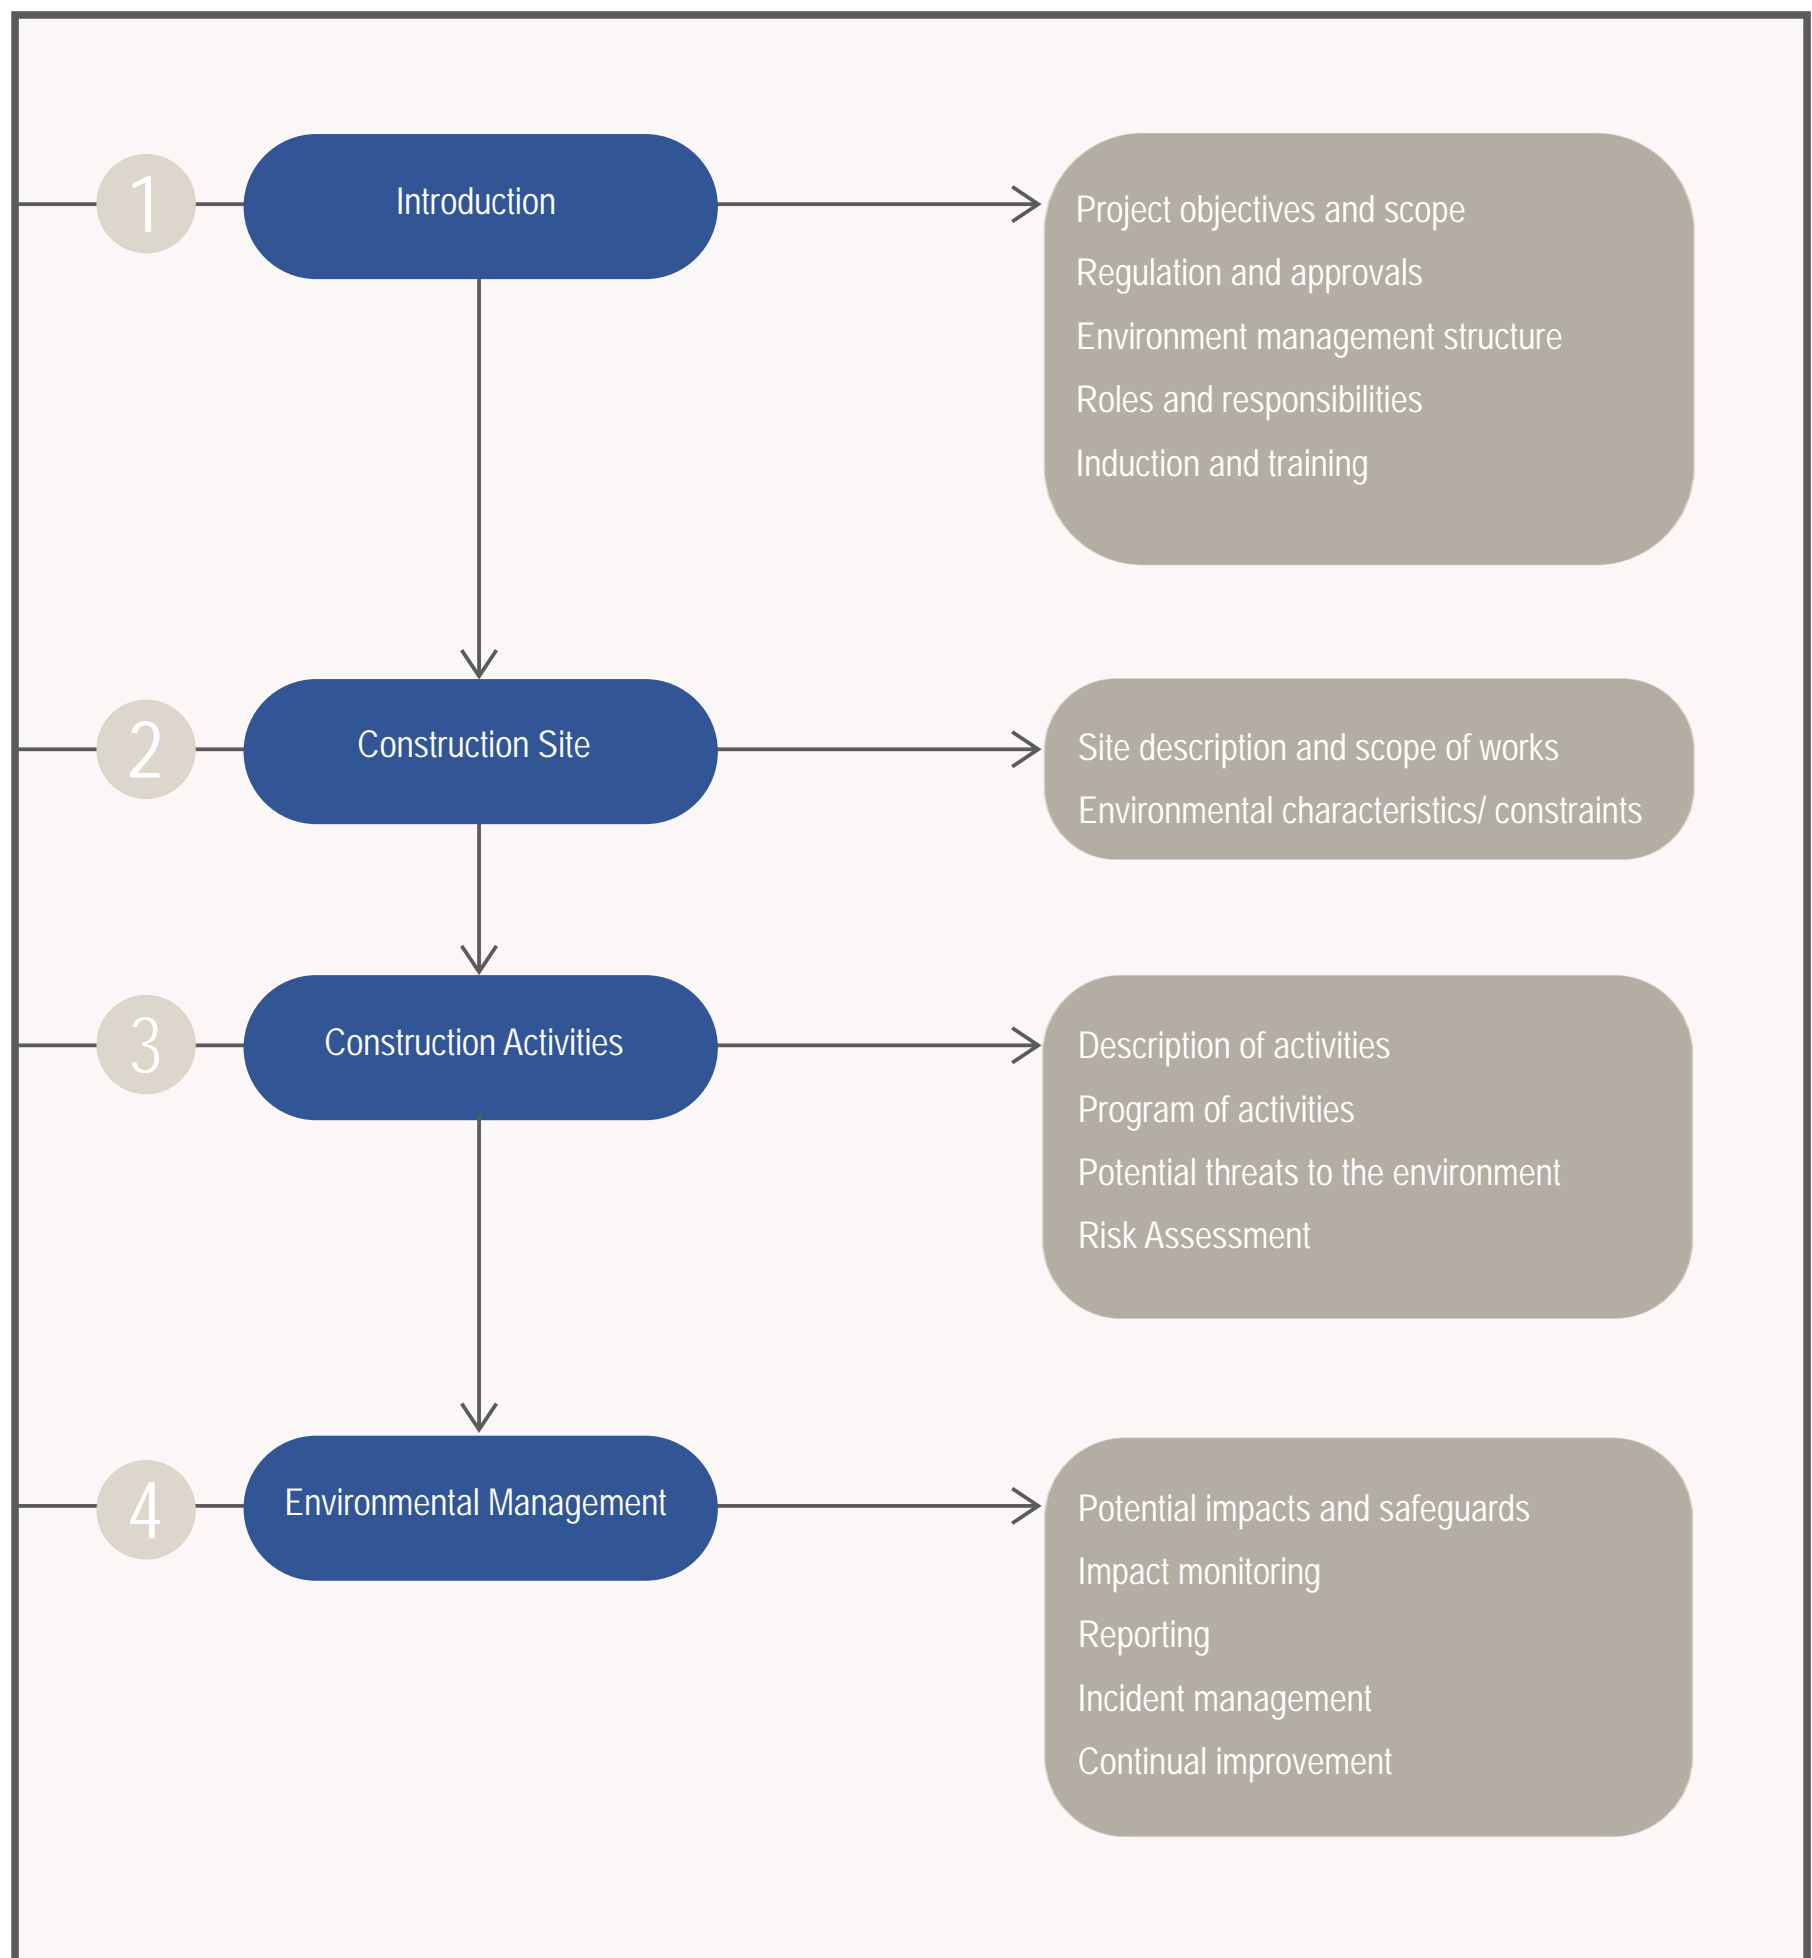 1
Introduction
Project objectives and scope
Regulation and approvals
Environment management structure
Roles and responsibilities
Induction and training
2
Construction Site
Site description and scope of works
Environmental characteristics/ constraints
3
Construction Activities
Description of activities
Program of activities
Potential threats to the environment
Risk Assessment
4
Environmental Management
Potential impacts and safeguards
Impact monitoring
Reporting
Incident management
Continual improvement